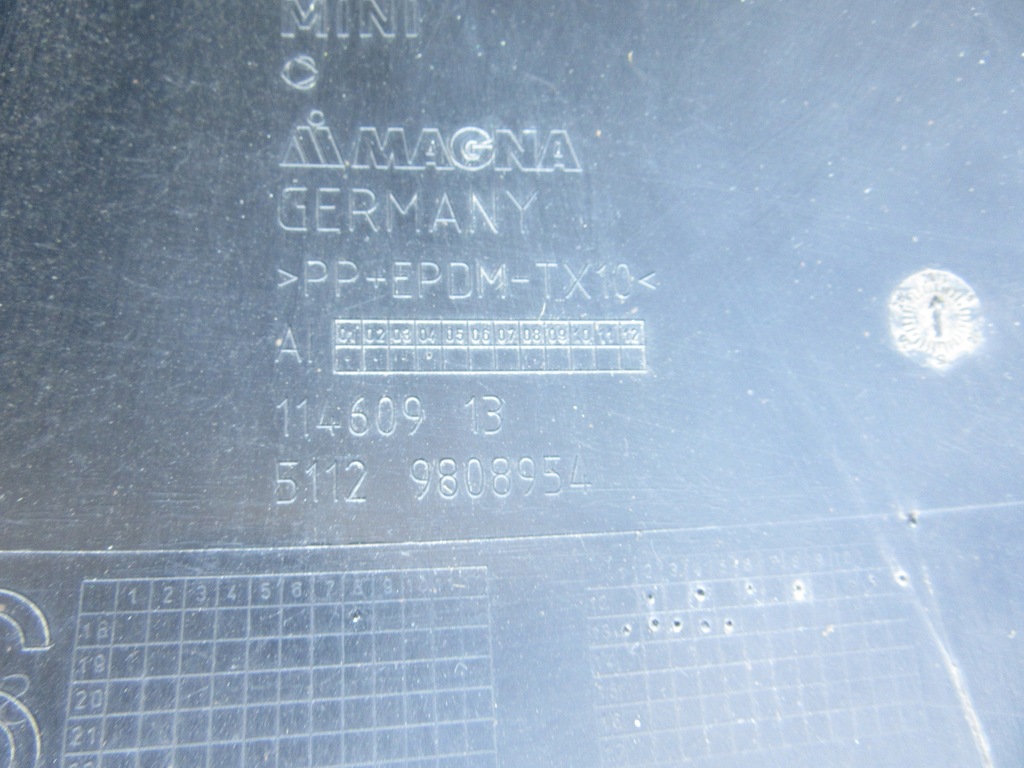 MINI
MAGNA
GERMANY
>PP+EPDM-TX10<
AI 01 02 03 04 05 06 07 08 09 10 11 12
114609 13
5112 9808954
1 2 3 4 5 6 7 8 9 10
18
19
20
21